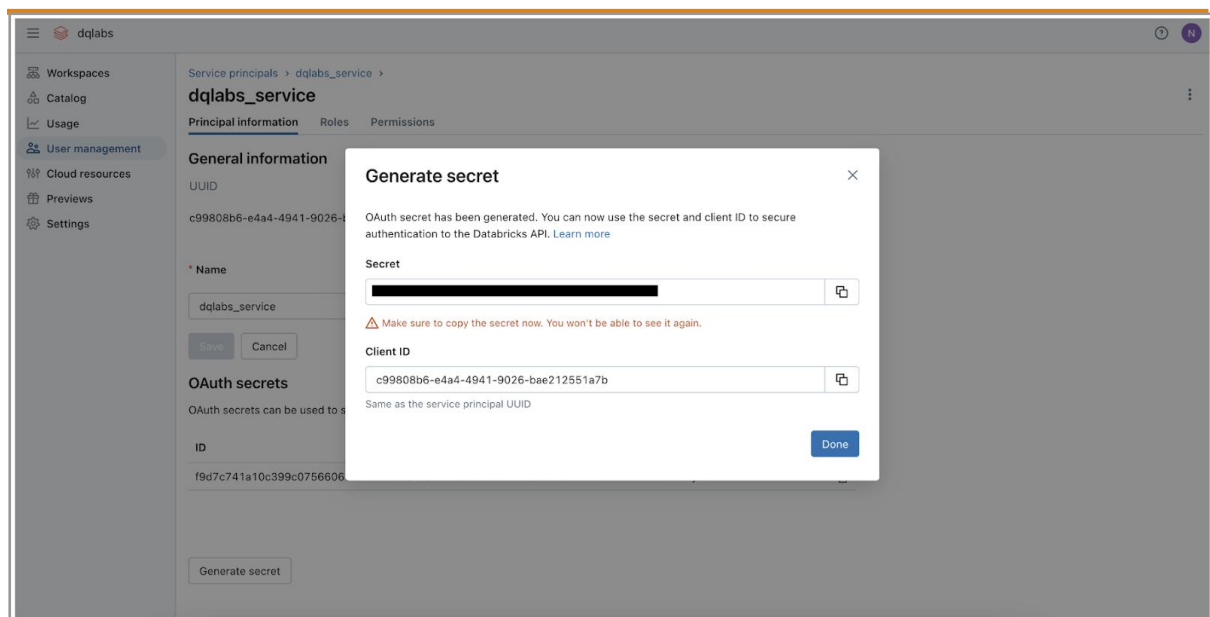 dqlabs
N
Workspaces
Catalog
Usage
User management
Cloud resources
Previews
Settings
Service principals › dqlabs_service ›
dqlabs_service
Principal information Roles Permissions
General information
UUID
c99808b6-e4a4-4941-9026-
* Name
dqlabs_service
Save Cancel
OAuth secrets
OAuth secrets can be used to s
ID
f9d7c741a10c399c0756606
Generate secret
Generate secret
OAuth secret has been generated. You can now use the secret and client ID to secure
authentication to the Databricks API. Learn more
Secret
Make sure to copy the secret now. You won't be able to see it again.
Client ID
c99808b6-e4a4-4941-9026-bae212551a7b
Same as the service principal UUID
Done